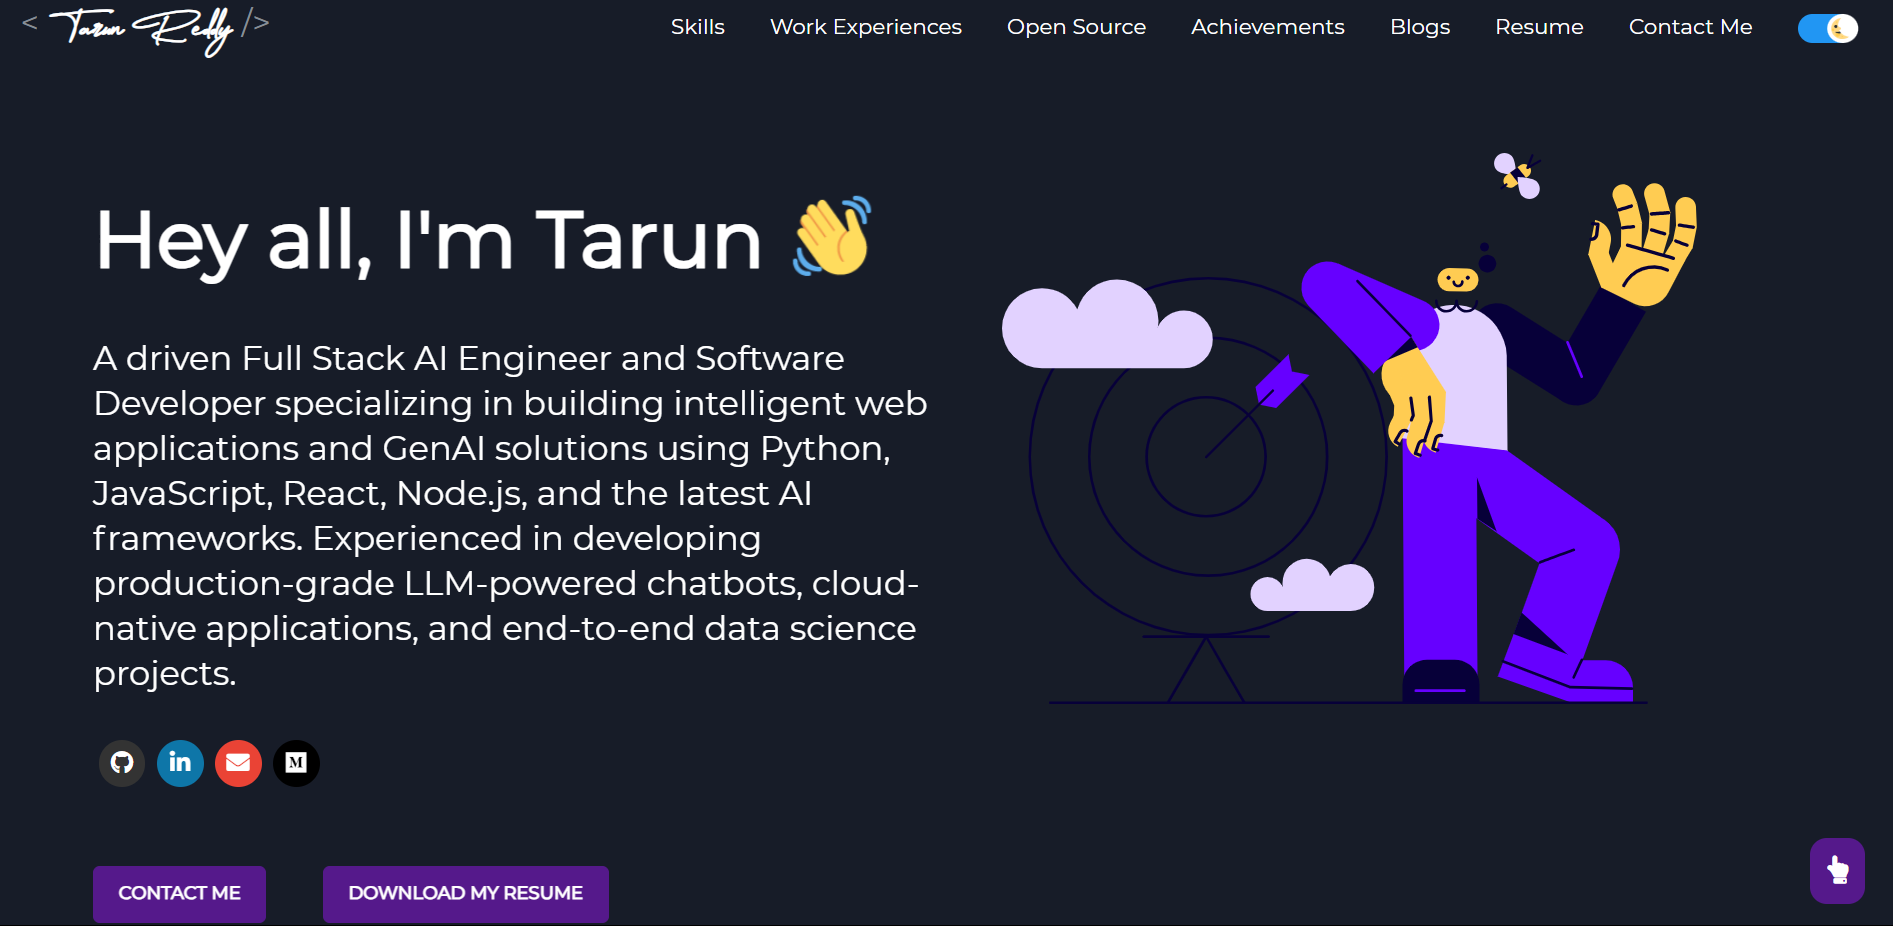 < Tarun Reddy />
Skills
Work Experiences
Open Source
Achievements
Blogs
Resume
Contact Me
Hey all, I'm Tarun 👋
A driven Full Stack AI Engineer and Software
Developer specializing in building intelligent web
applications and GenAI solutions using Python,
JavaScript, React, Node.js, and the latest AI
frameworks. Experienced in developing
production-grade LLM-powered chatbots, cloud-
native applications, and end-to-end data science
projects.
in
M
CONTACT ME
DOWNLOAD MY RESUME